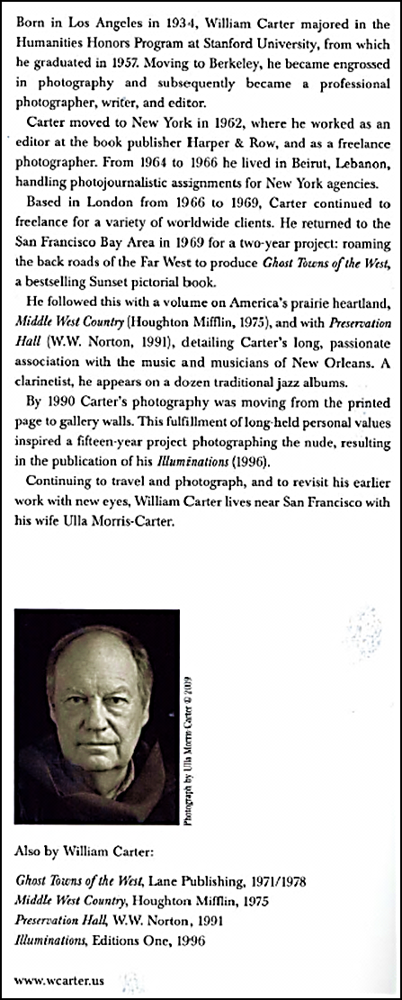 Born in Los Angeles in 1934, William Carter majored in the
Humanities Honors Program at Stanford University, from which
he graduated in 1957. Moving to Berkeley, he became engrossed
in photography and subsequently became a professional
photographer, writer, and editor.
Carter moved to New York in 1962, where he worked as an
editor at the book publisher Harper & Row, and as a freelance
photographer. From 1964 to 1966 he lived in Beirut, Lebanon,
handling photojournalistic assignments for New York agencies.
Based in London from 1966 to 1969, Carter continued to
freelance for a variety of worldwide clients. He returned to the
San Francisco Bay Area in 1969 for a two-year project: roaming
the back roads of the Far West to produce Ghost Towns of the West,
a bestselling Sunset pictorial book.
He followed this with a volume on America's prairie heartland,
Middle West Country (Houghton Mifflin, 1975), and with Preservation
Hall (W.W. Norton, 1991), detailing Carter's long, passionate
association with the music and musicians of New Orleans. A
clarinetist, he appears on a dozen traditional jazz albums.
By 1990 Carter's photography was moving from the printed
page to gallery walls. This fulfillment of long-held personal values
inspired a fifteen-year project photographing the nude, resulting
in the publication of his Illuminations (1996).
Continuing to travel and photograph, and to revisit his earlier
work with new eyes, William Carter lives near San Francisco with
his wife Ulla Morris-Carter.
Photograph by Ulla Morris-Carter © 2009
Also by William Carter:
Ghost Towns of the West, Lane Publishing, 1971/1978
Middle West Country, Houghton Mifflin, 1975
Preservation Hall, W.W. Norton, 1991
Illuminations, Editions One, 1996
www.wcarter.us